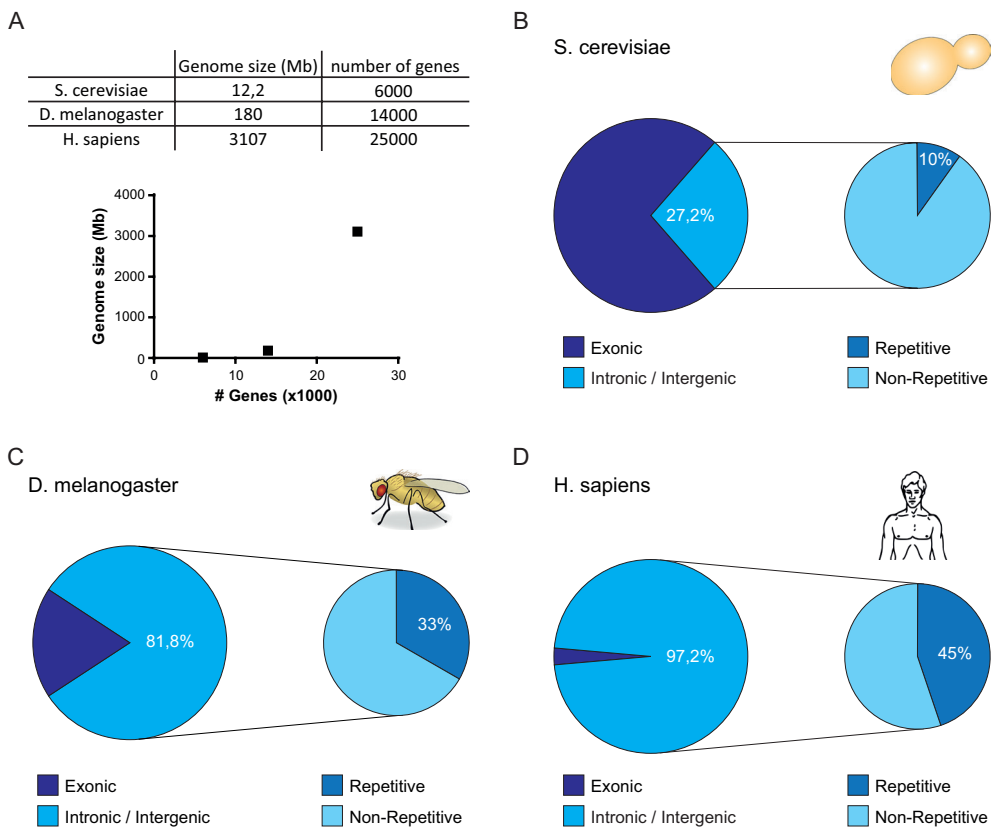 A
Genome size (Mb) number of genes
S. cerevisiae 12,2 6000
D. melanogaster 180 14000
H. sapiens 3107 25000
Genome size (Mb)
4000
3000
2000
1000
0
0 10 20 30
# Genes (x1000)
B
S. cerevisiae
27,2%
10%
Exonic
Intronic / Intergenic
Repetitive
Non-Repetitive
C
D. melanogaster
81,8%
33%
Exonic
Intronic / Intergenic
Repetitive
Non-Repetitive
D
H. sapiens
97,2%
45%
Exonic
Intronic / Intergenic
Repetitive
Non-Repetitive